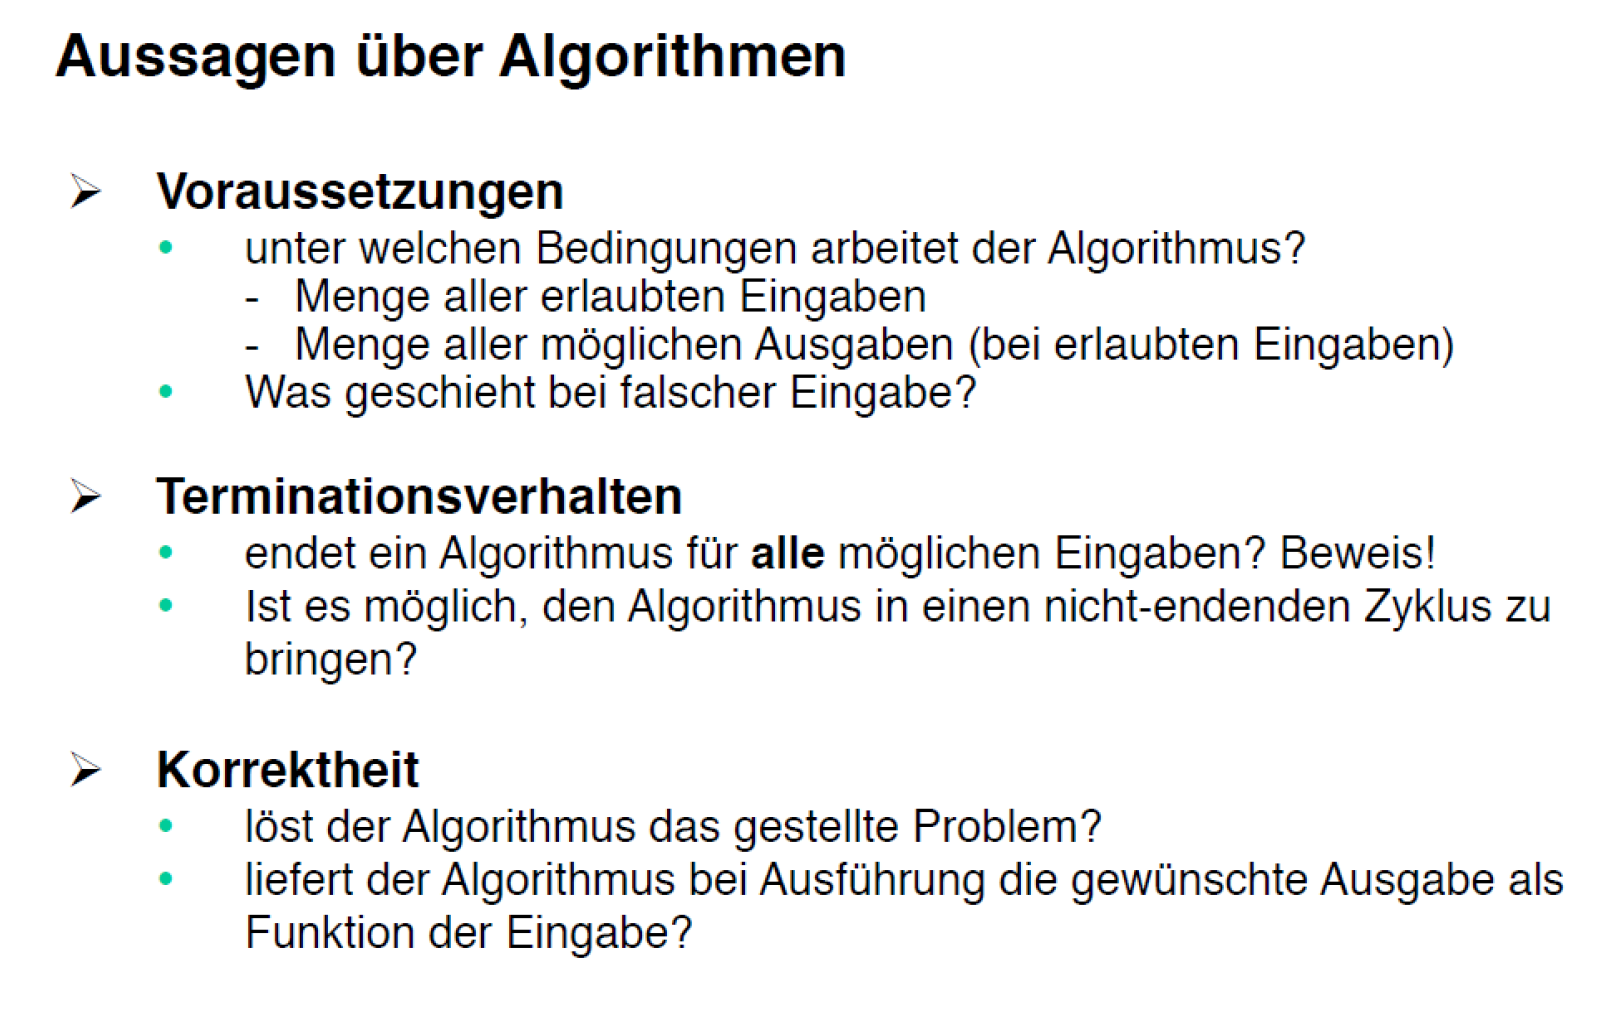 Aussagen über Algorithmen
➢ Voraussetzungen
• unter welchen Bedingungen arbeitet der Algorithmus?
- Menge aller erlaubten Eingaben
- Menge aller möglichen Ausgaben (bei erlaubten Eingaben)
• Was geschieht bei falscher Eingabe?
➢ Terminationsverhalten
• endet ein Algorithmus für alle möglichen Eingaben? Beweis!
• Ist es möglich, den Algorithmus in einen nicht-endenden Zyklus zu
bringen?
➢ Korrektheit
• löst der Algorithmus das gestellte Problem?
• liefert der Algorithmus bei Ausführung die gewünschte Ausgabe als
Funktion der Eingabe?